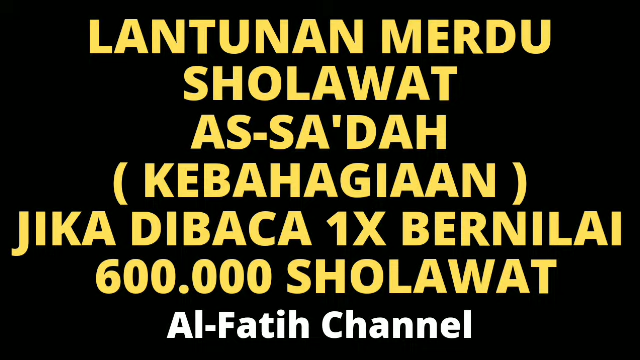 LANTUNAN MERDU
SHOLAWAT
AS-SA'DAH
( KEBAHAGIAAN )
JIKA DIBACA 1X BERNILAI
600.000 SHOLAWAT
Al-Fatih Channel